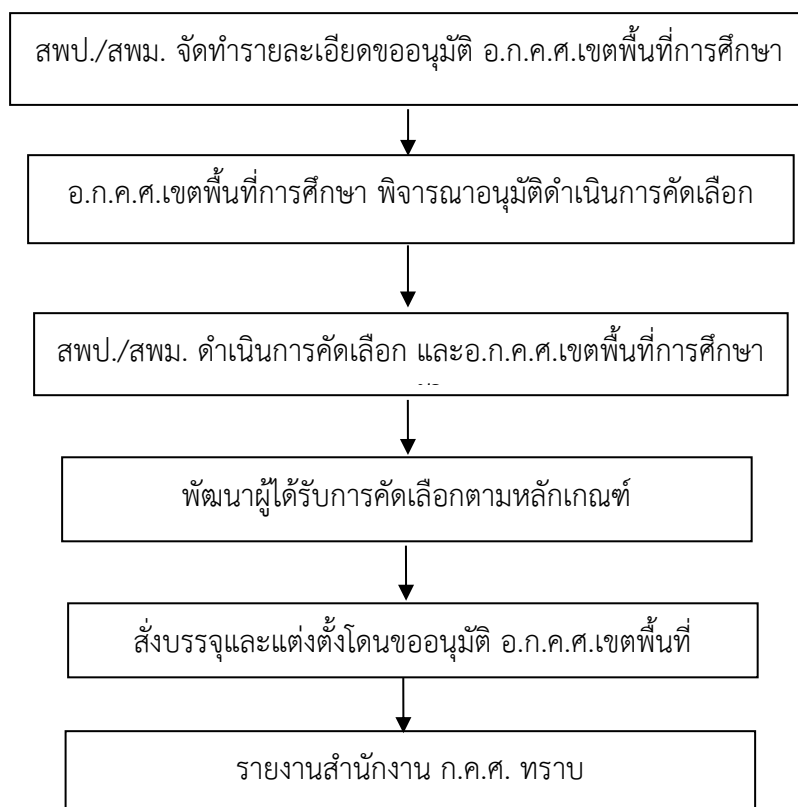 สพป./สพม. จัดทำรายละเอียดขออนุมัติ อ.ก.ค.ศ.เขตพื้นที่การศึกษา
อ.ก.ค.ศ.เขตพื้นที่การศึกษา พิจารณาอนุมัติดำเนินการคัดเลือก
สพป./สพม. ดำเนินการคัดเลือก และอ.ก.ค.ศ.เขตพื้นที่การศึกษา
พัฒนาผู้ได้รับการคัดเลือกตามหลักเกณฑ์
สั่งบรรจุและแต่งตั้งโดนขออนุมัติ อ.ก.ค.ศ.เขตพื้นที่
รายงานสำนักงาน ก.ค.ศ. ทราบ